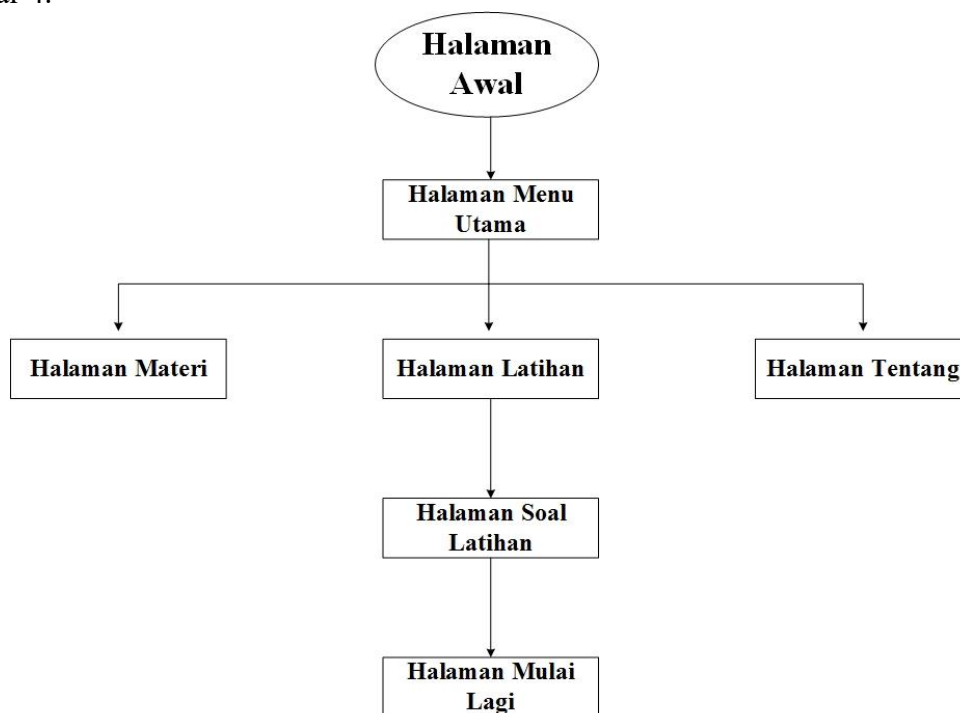 Halaman
Awal
Halaman Menu
Utama
Halaman Materi
Halaman Latihan
Halaman Tentang
Halaman Soal
Latihan
Halaman Mulai
Lagi